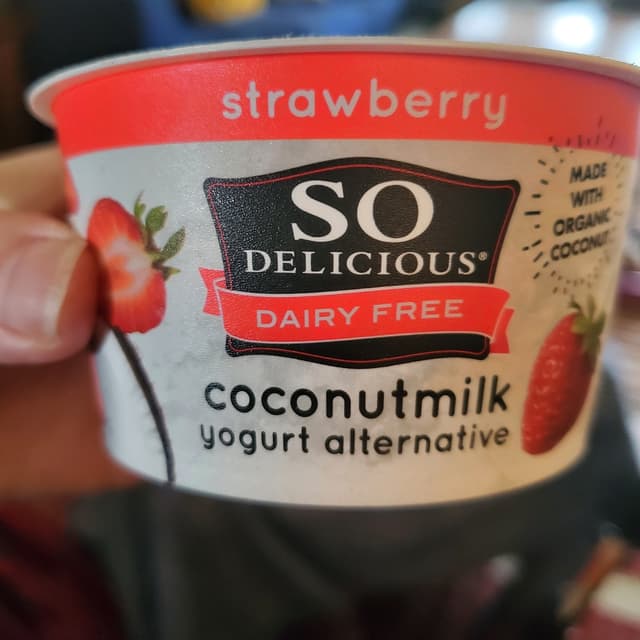 strawberry
SO
DELICIOUS®
DAIRY FREE
coconutmilk
yogurt alternative
MADE
WITH
ORGANIC
COCONUT